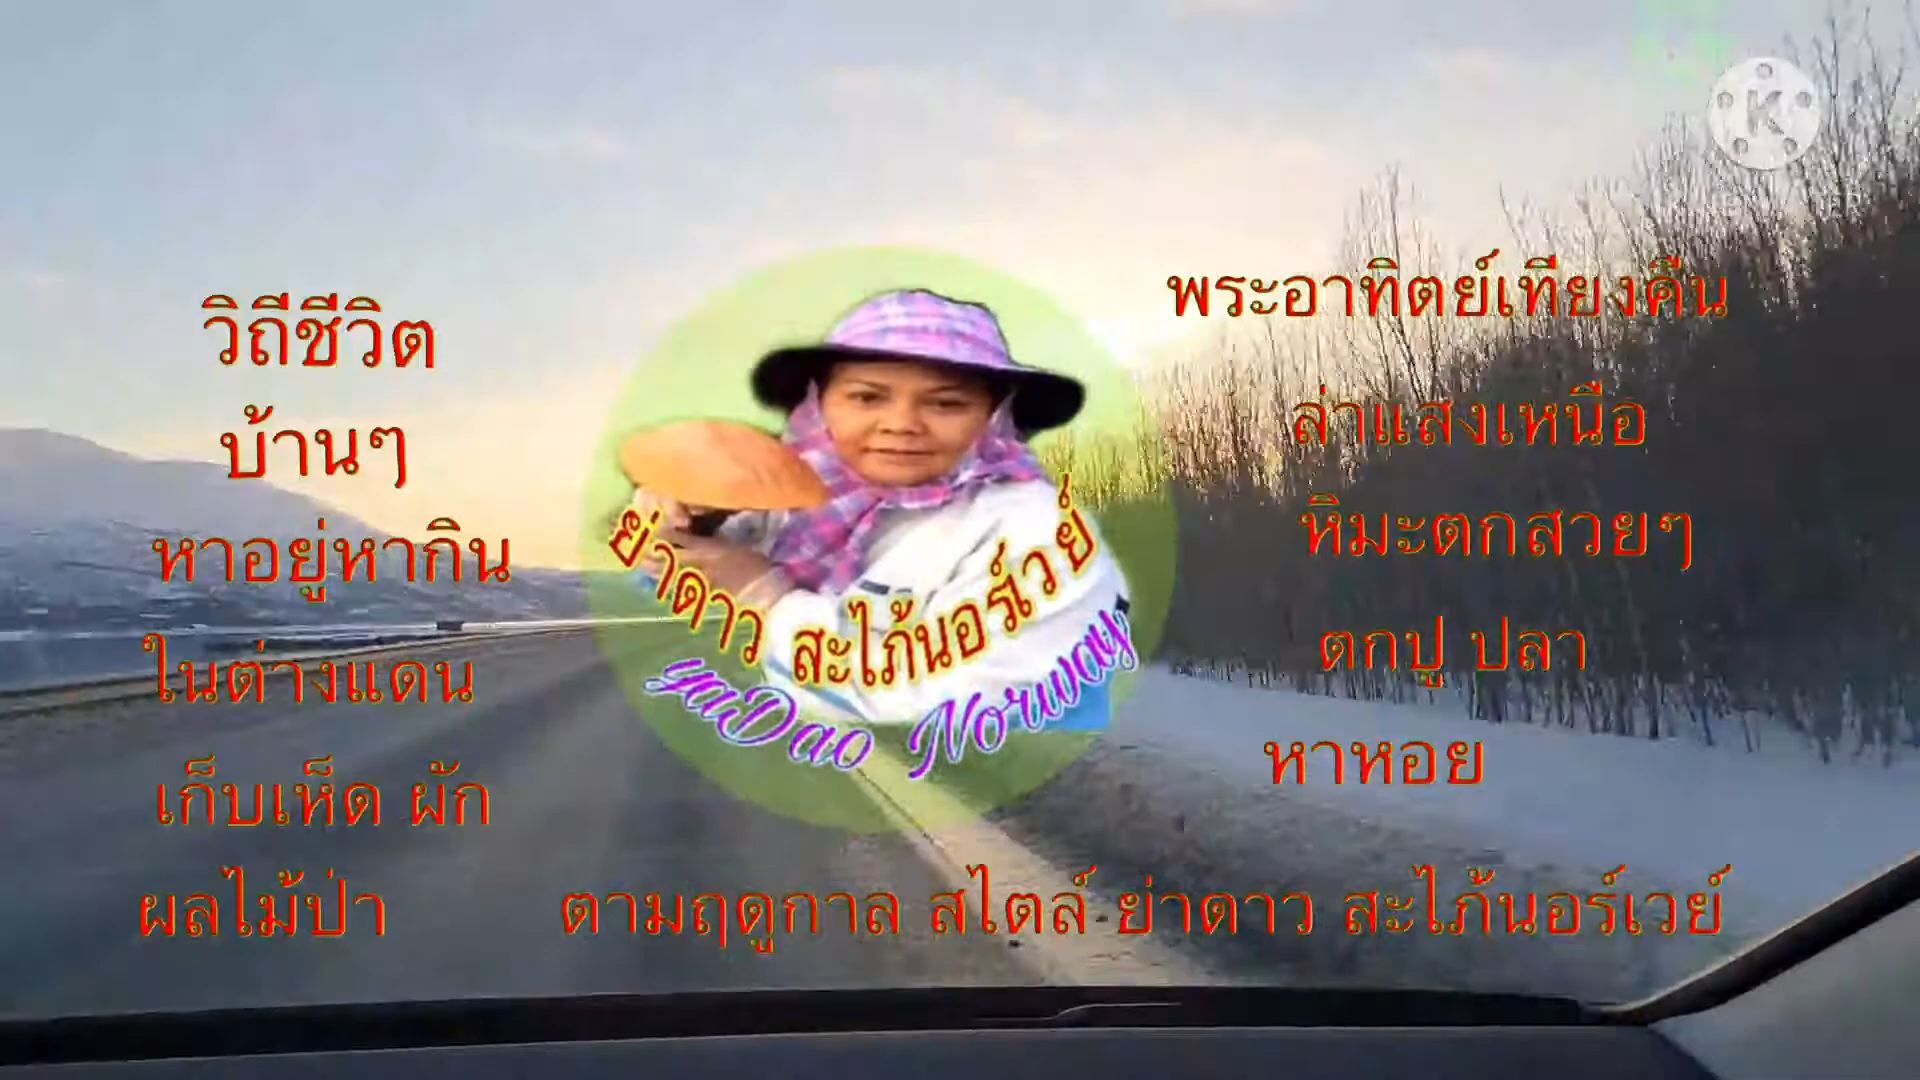 วิถีชีวิต
บ้านๆ
หาอยู่หากิน
ในต่างแดน
เก็บเห็ด ผัก
ผลไม้ป่า
ย่าดาว สะใภ้นอร์เวย์
yaDao Norway
พระอาทิตย์เที่ยงคืน
ล่าแสงเหนือ
หิมะตกสวยๆ
ตกปู ปลา
หาหอย
ตามฤดูกาล สไตล์ ย่าดาว สะใภ้นอร์เวย์
K